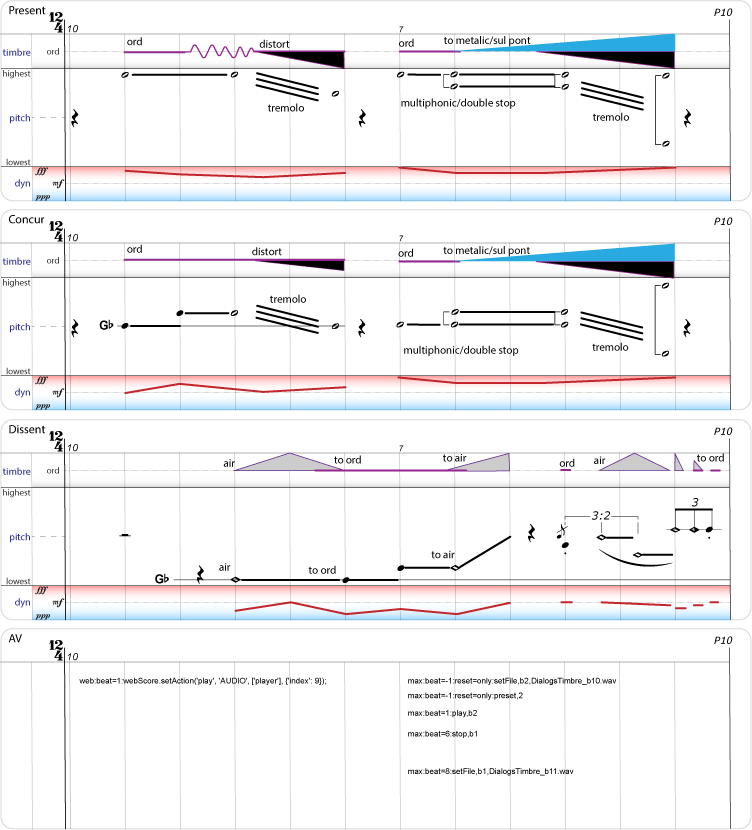 Present
12
4
10
7
P10
timbre
ord
ord
distort
ord
to metalic/sul pont
highest
pitch
lowest
tremolo
multiphonic/double stop
tremolo
dyn
fff
mf
ppp
Concur
12
4
10
7
P10
timbre
ord
ord
distort
ord
to metalic/sul pont
highest
pitch
lowest
G♭
tremolo
multiphonic/double stop
tremolo
dyn
fff
mf
ppp
Dissent
12
4
10
7
P10
timbre
ord
air
to ord
to air
ord
air
to ord
highest
pitch
lowest
G♭
air
to ord
to air
3:2
3
dyn
fff
mf
ppp
AV
12
4
10
P10
web:beat=1:webScore.setAction('play', 'AUDIO', ['player'], {'index': 9});
max:beat=-1:reset=only:setFile,b2,DialogsTimbre_b10.wav
max:beat=-1:reset=only:preset,2
max:beat=1:play,b2
max:beat=6:stop,b1
max:beat=8:setFile,b1,DialogsTimbre_b11.wav